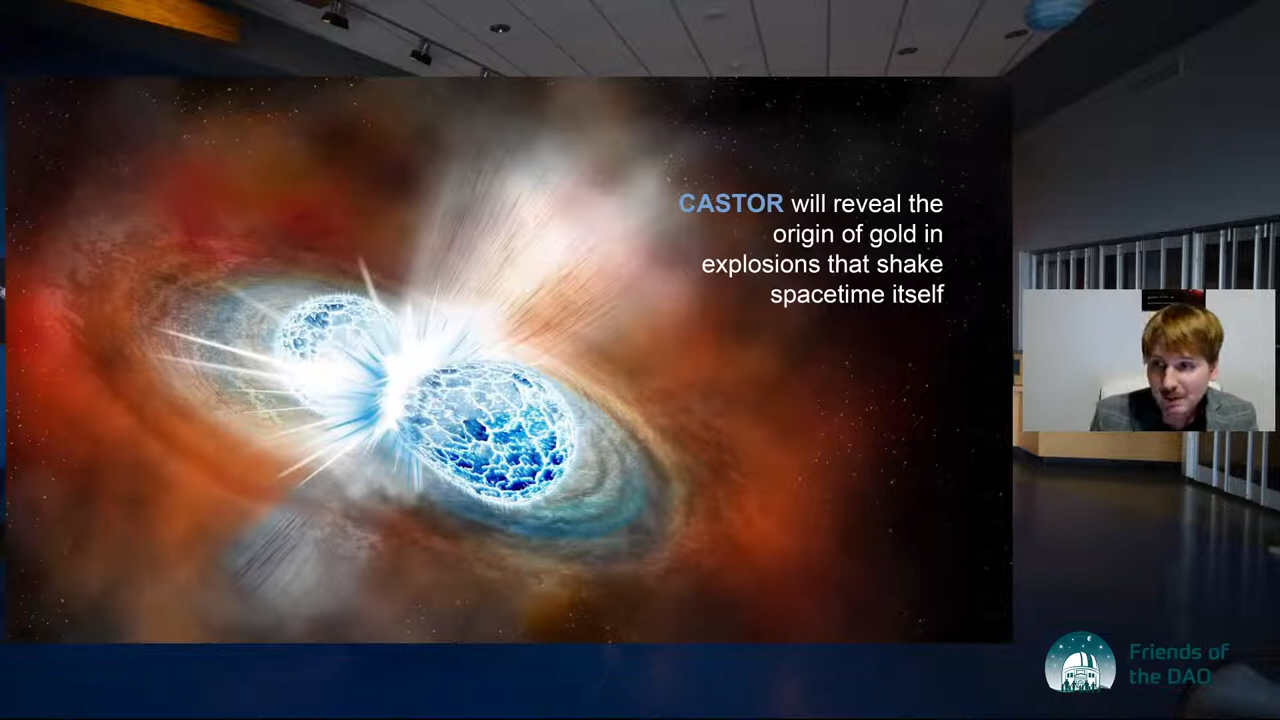 CASTOR will reveal the
origin of gold in
explosions that shake
spacetime itself
Friends of
the DAO